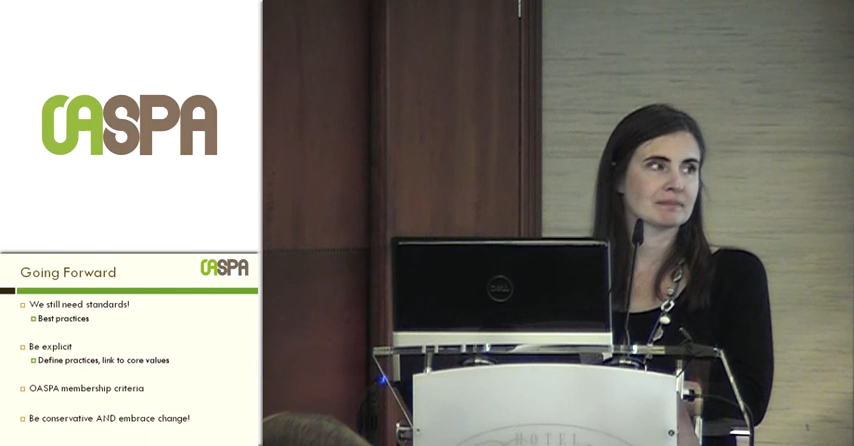 OASPA
Going Forward
OASPA
We still need standards!
Best practices
Be explicit
Define practices, link to core values
OASPA membership criteria
Be conservative AND embrace change!
DELL
HOTEL